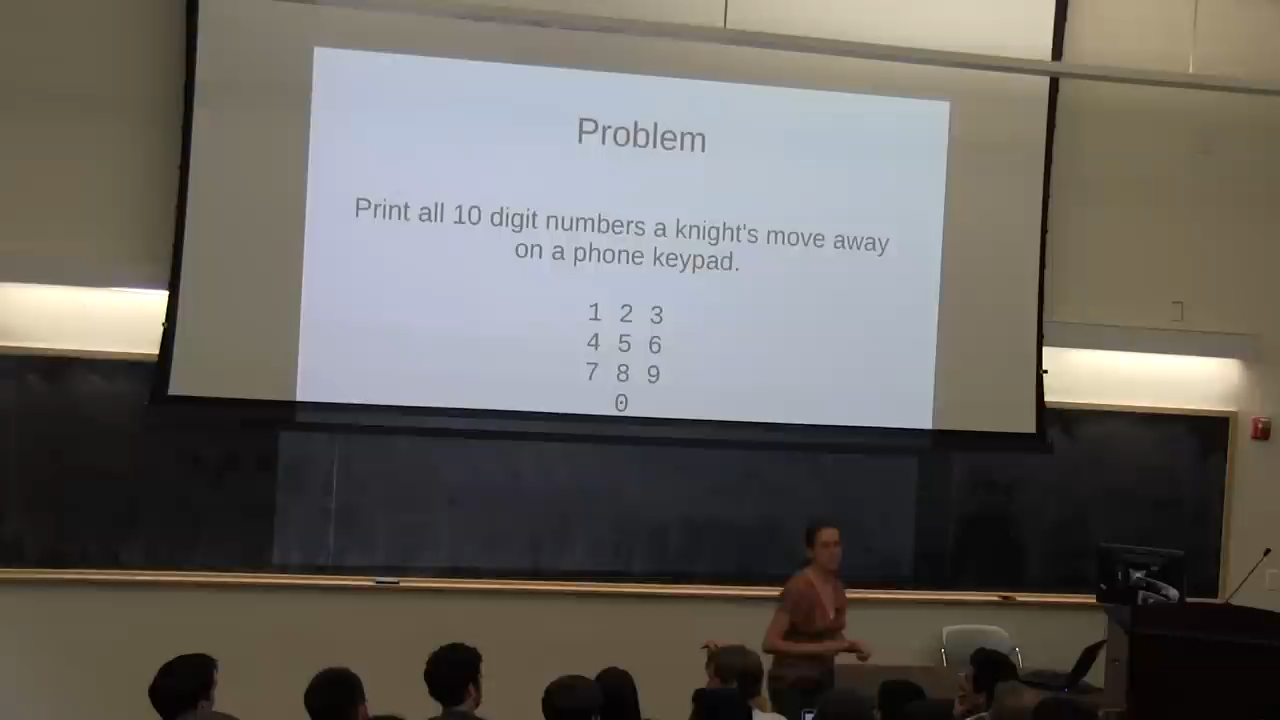 Problem
Print all 10 digit numbers a knight's move away
on a phone keypad.
1 2 3
4 5 6
7 8 9
0